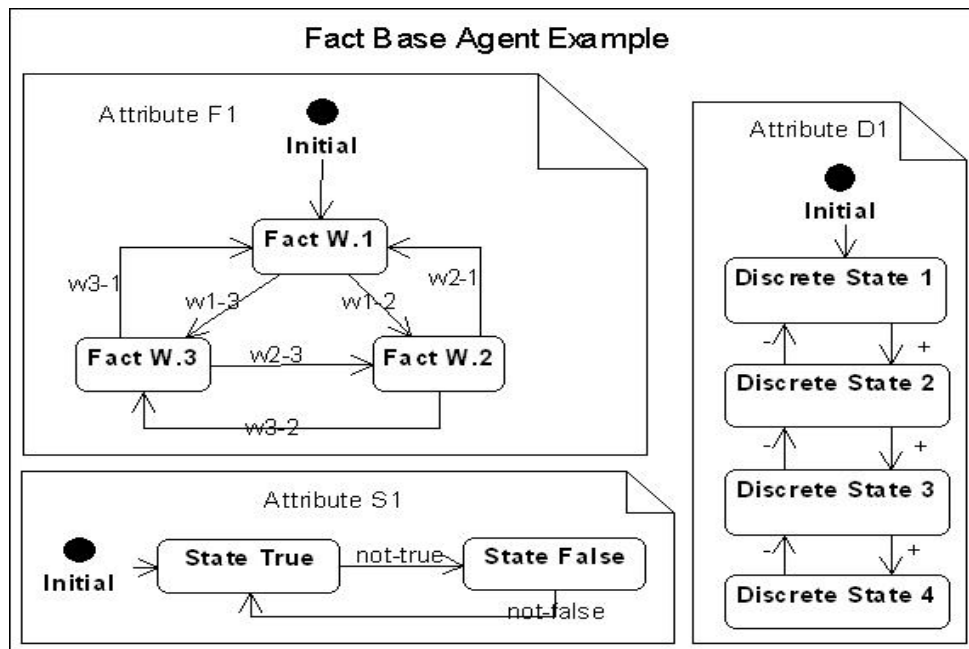 Fact Base Agent Example
Attribute F1
Initial
Fact W.1
w3-1
w1-3
w1-2
w2-1
Fact W.3
w2-3
Fact W.2
w3-2
Attribute S1
Initial
State True
not-true
State False
not-false
Attribute D1
Initial
Discrete State 1
-
+
Discrete State 2
-
+
Discrete State 3
-
+
Discrete State 4